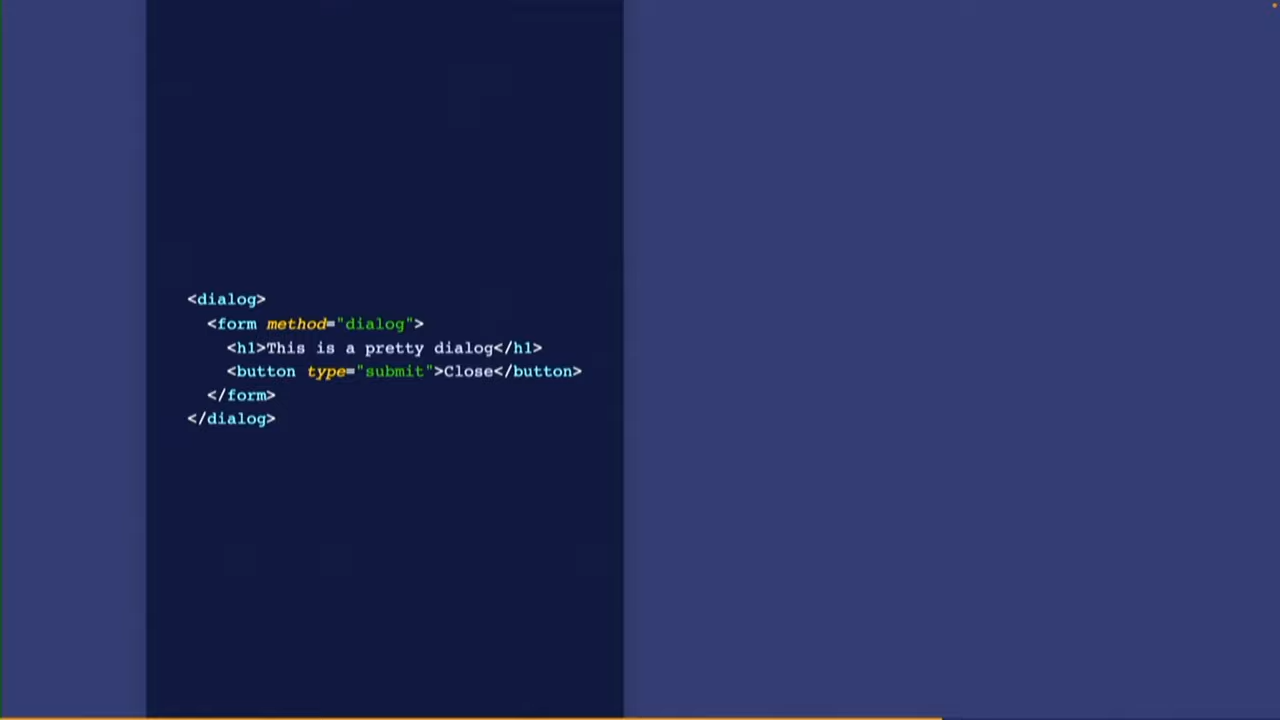 <dialog>
  <form method="dialog">
    <h1>This is a pretty dialog</h1>
    <button type="submit">Close</button>
  </form>
</dialog>